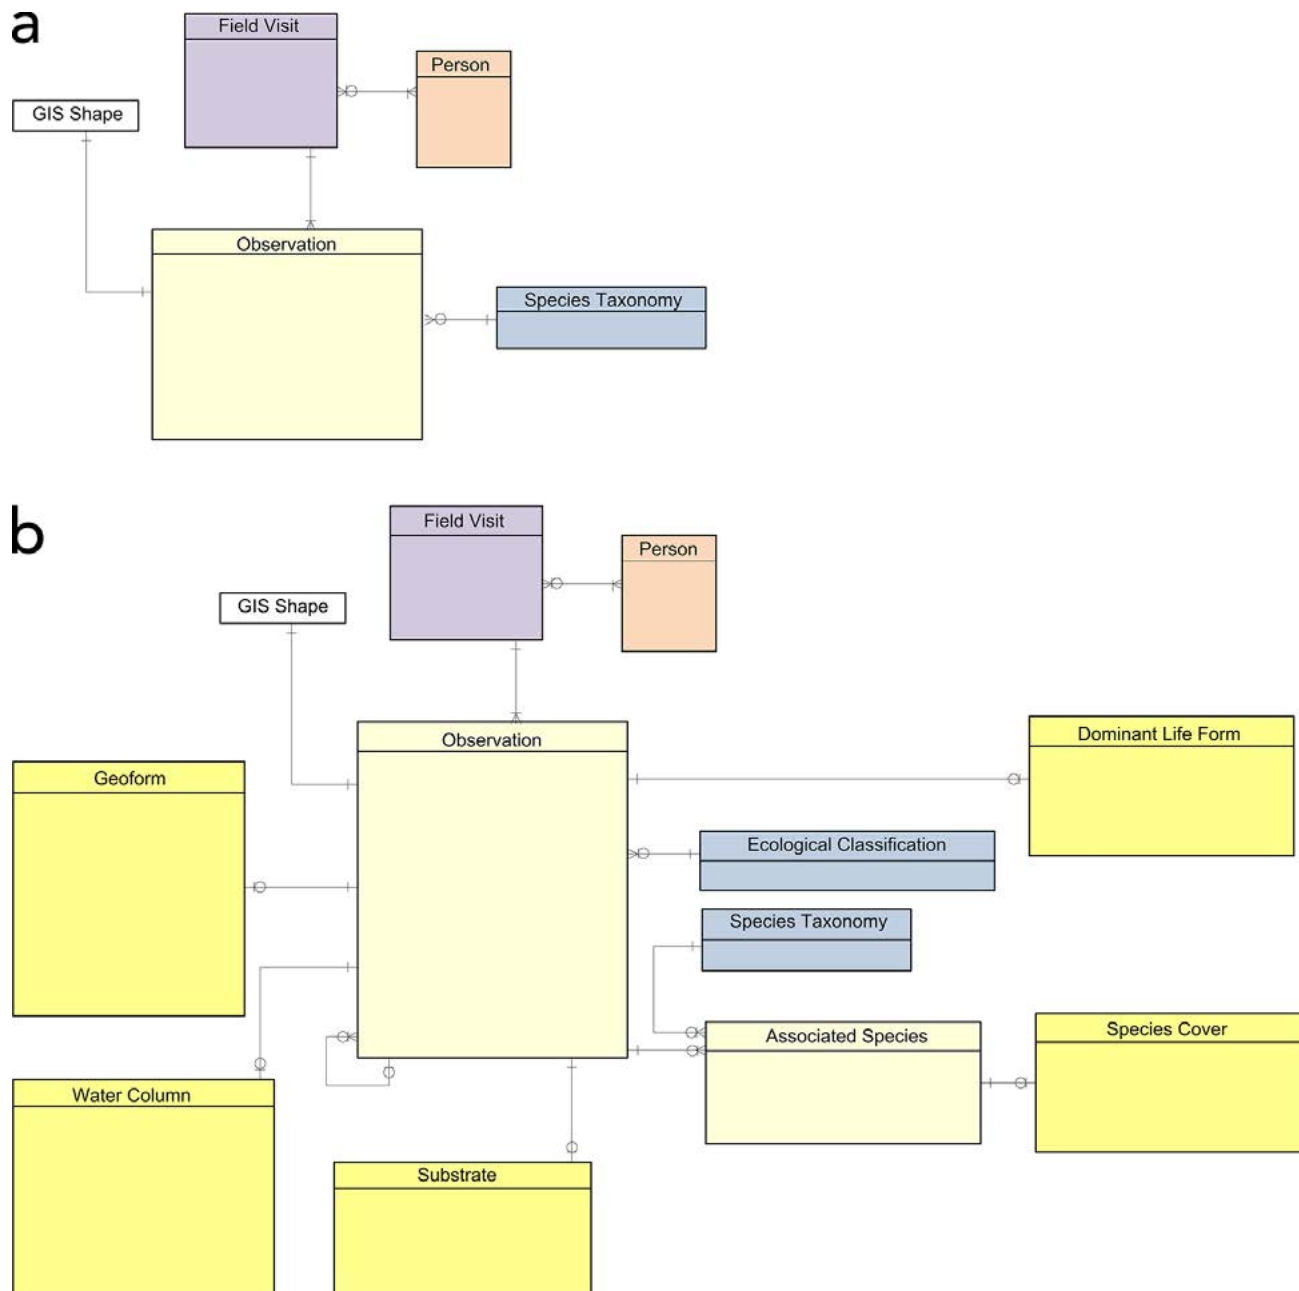 a
Field Visit
Person
GIS Shape
Observation
Species Taxonomy
b
Field Visit
Person
GIS Shape
Observation
Dominant Life Form
Geoform
Ecological Classification
Species Taxonomy
Associated Species
Species Cover
Water Column
Substrate